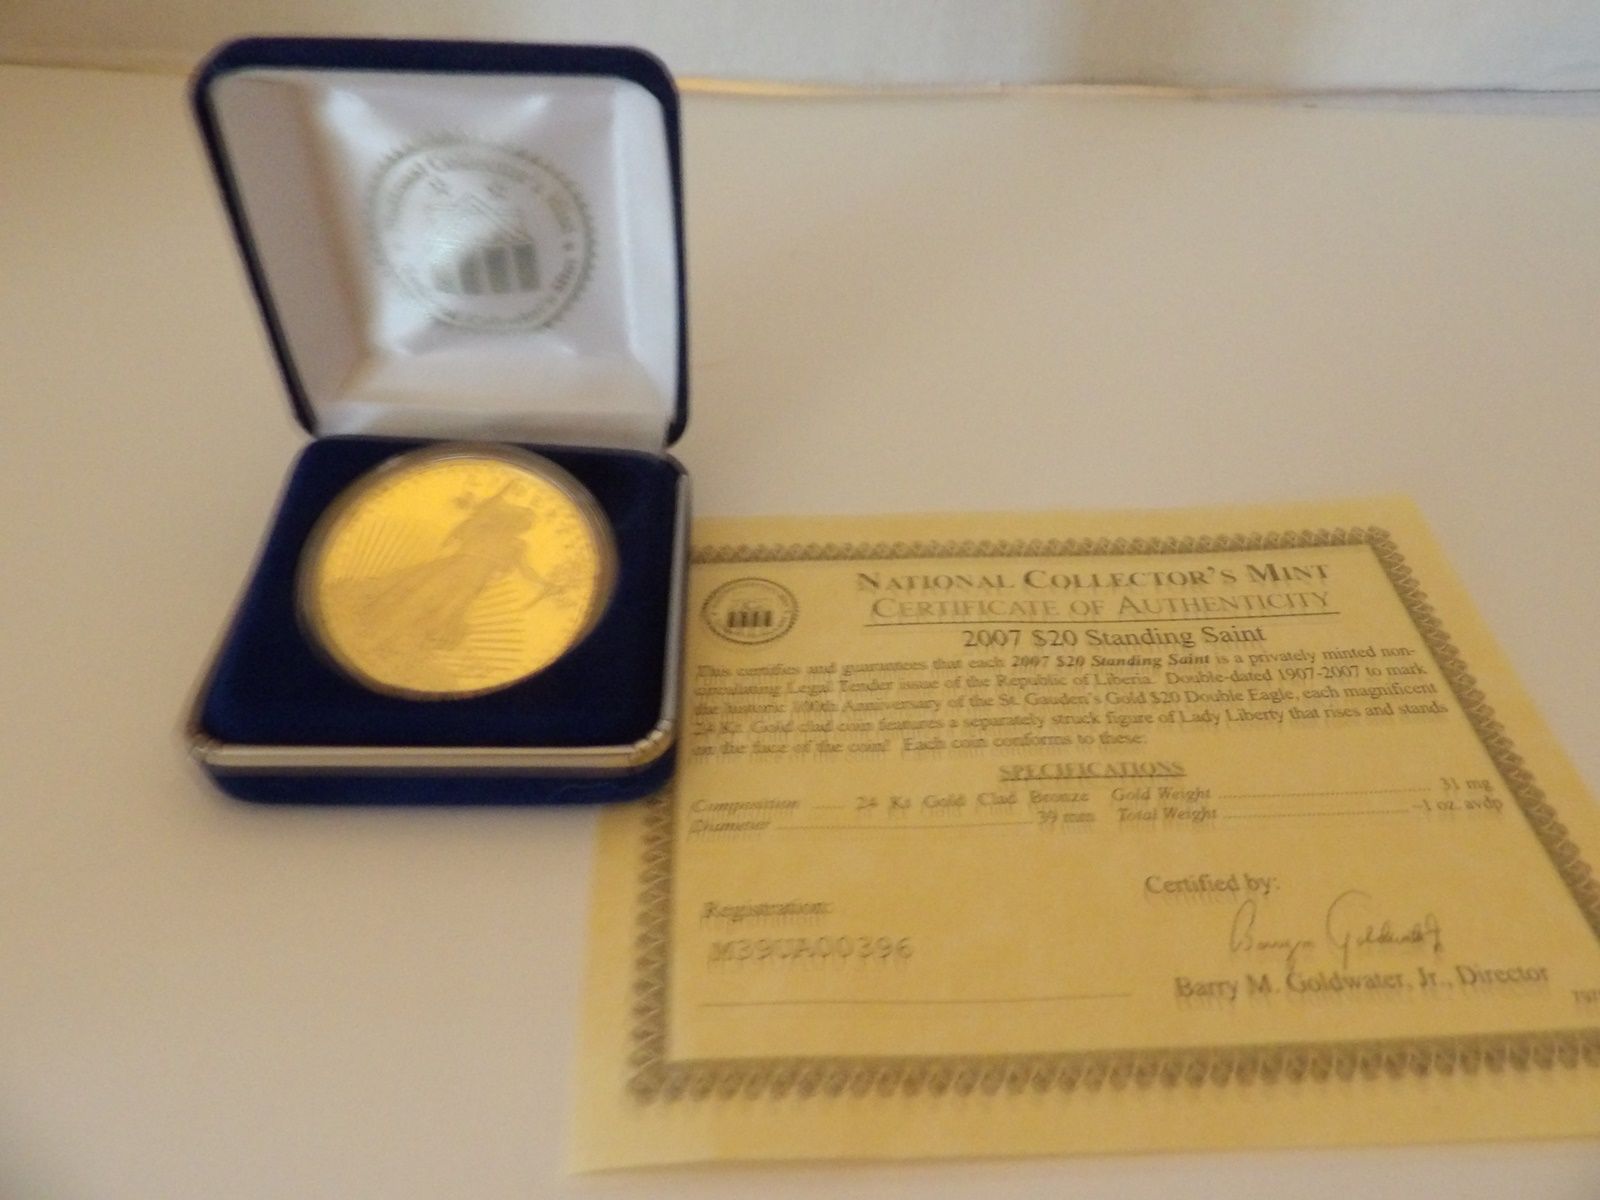 National Collector's Mint
LIBERTY
NATIONAL COLLECTOR'S MINT
CERTIFICATE OF AUTHENTICITY
2007 $20 Standing Saint
This certifies and guarantees that each 2007 $20 Standing Saint is a privately minted non-
circulating Legal Tender issue of the Republic of Liberia. Double-dated 1907-2007 to mark
the historic 100th Anniversary of the St. Gauden's Gold $20 Double Eagle, each magnificent
24 Kt. Gold clad coin features a separately struck figure of Lady Liberty that rises and stands
on the face of the coin! Each coin conforms to these:
SPECIFICATIONS
Composition ...... 24 Kt Gold Clad Bronze Gold Weight ........................ 31 mg
Diameter ........................ 39 mm Total Weight ........................ ~1 oz. avdp
Certified by:
Registration:
M39UA00396
Barry M. Goldwater, Jr., Director